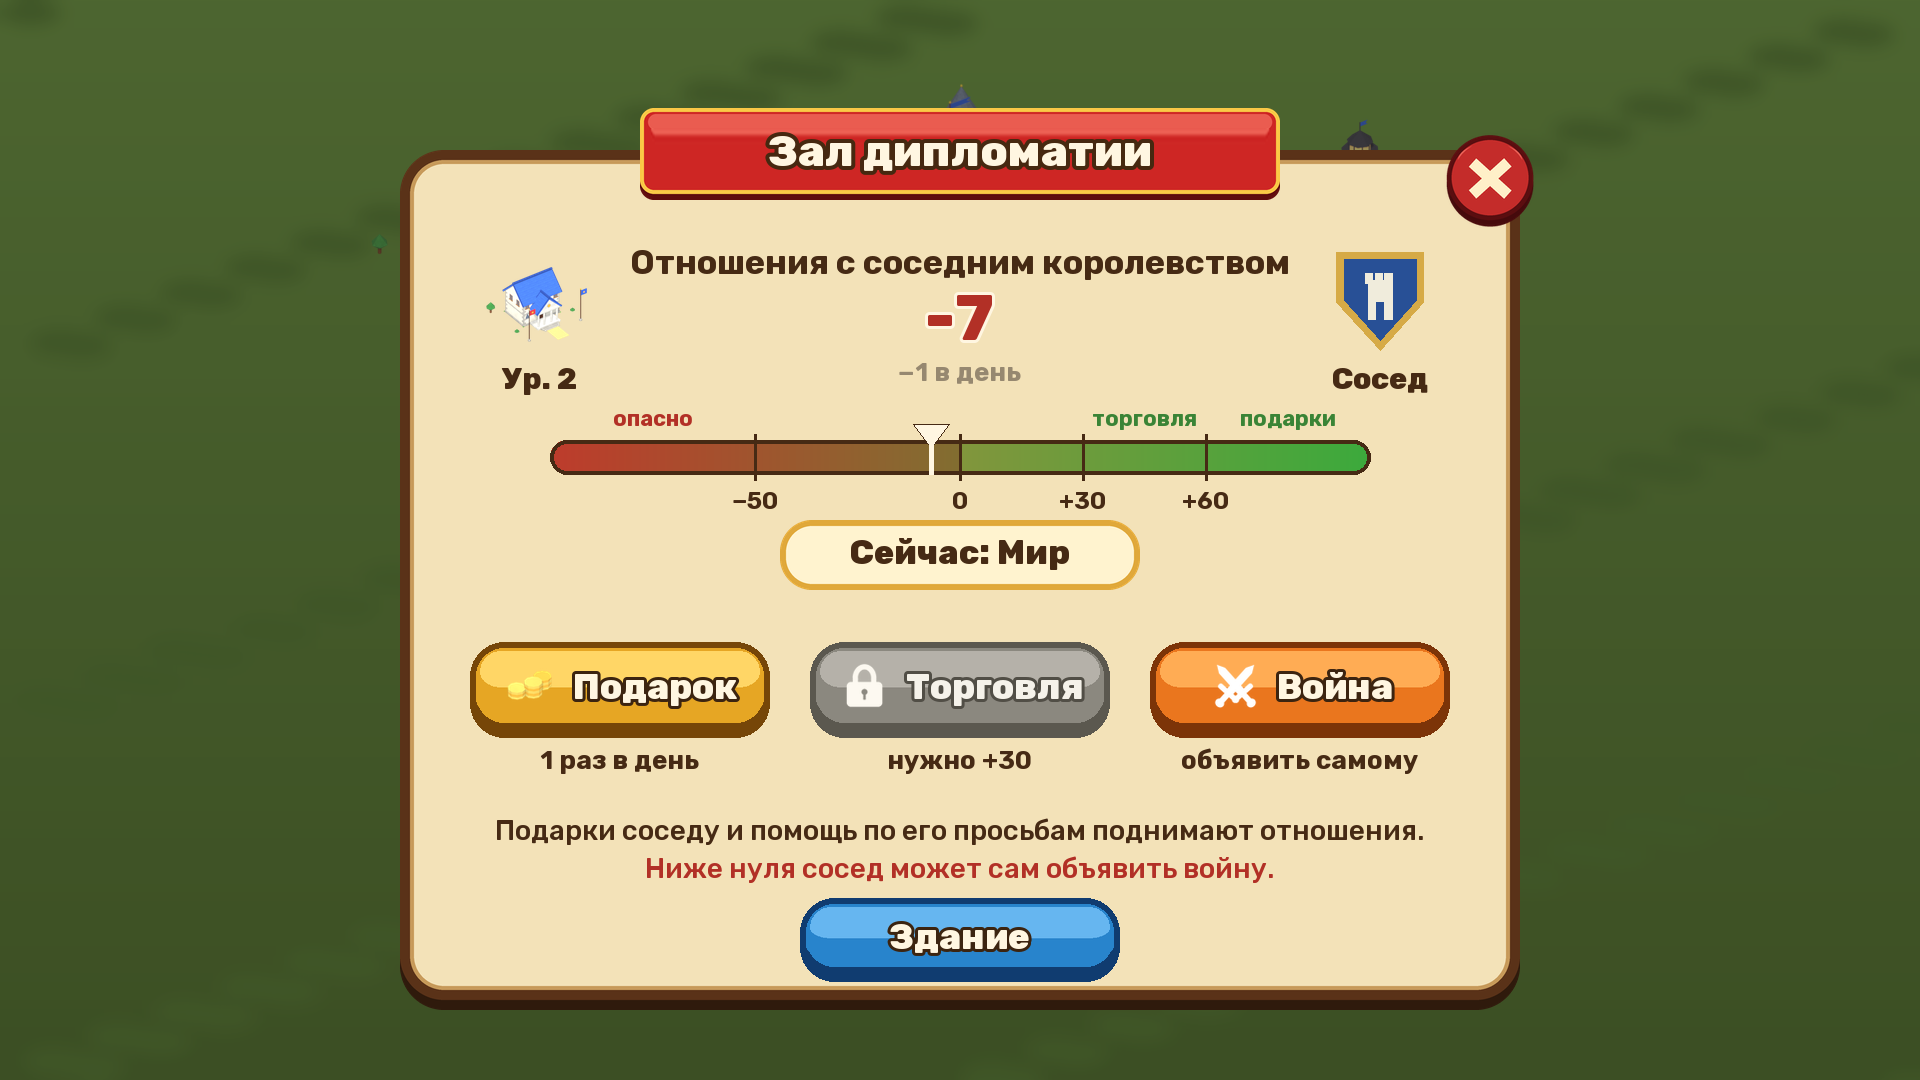 Зал дипломатии
Отношения с соседним королевством
-7
−1 в день
Ур. 2
Сосед
опасно
торговля
подарки
−50
0
+30
+60
Сейчас: Мир
Подарок
Торговля
Война
1 раз в день
нужно +30
объявить самому
Подарки соседу и помощь по его просьбам поднимают отношения.
Ниже нуля сосед может сам объявить войну.
Здание